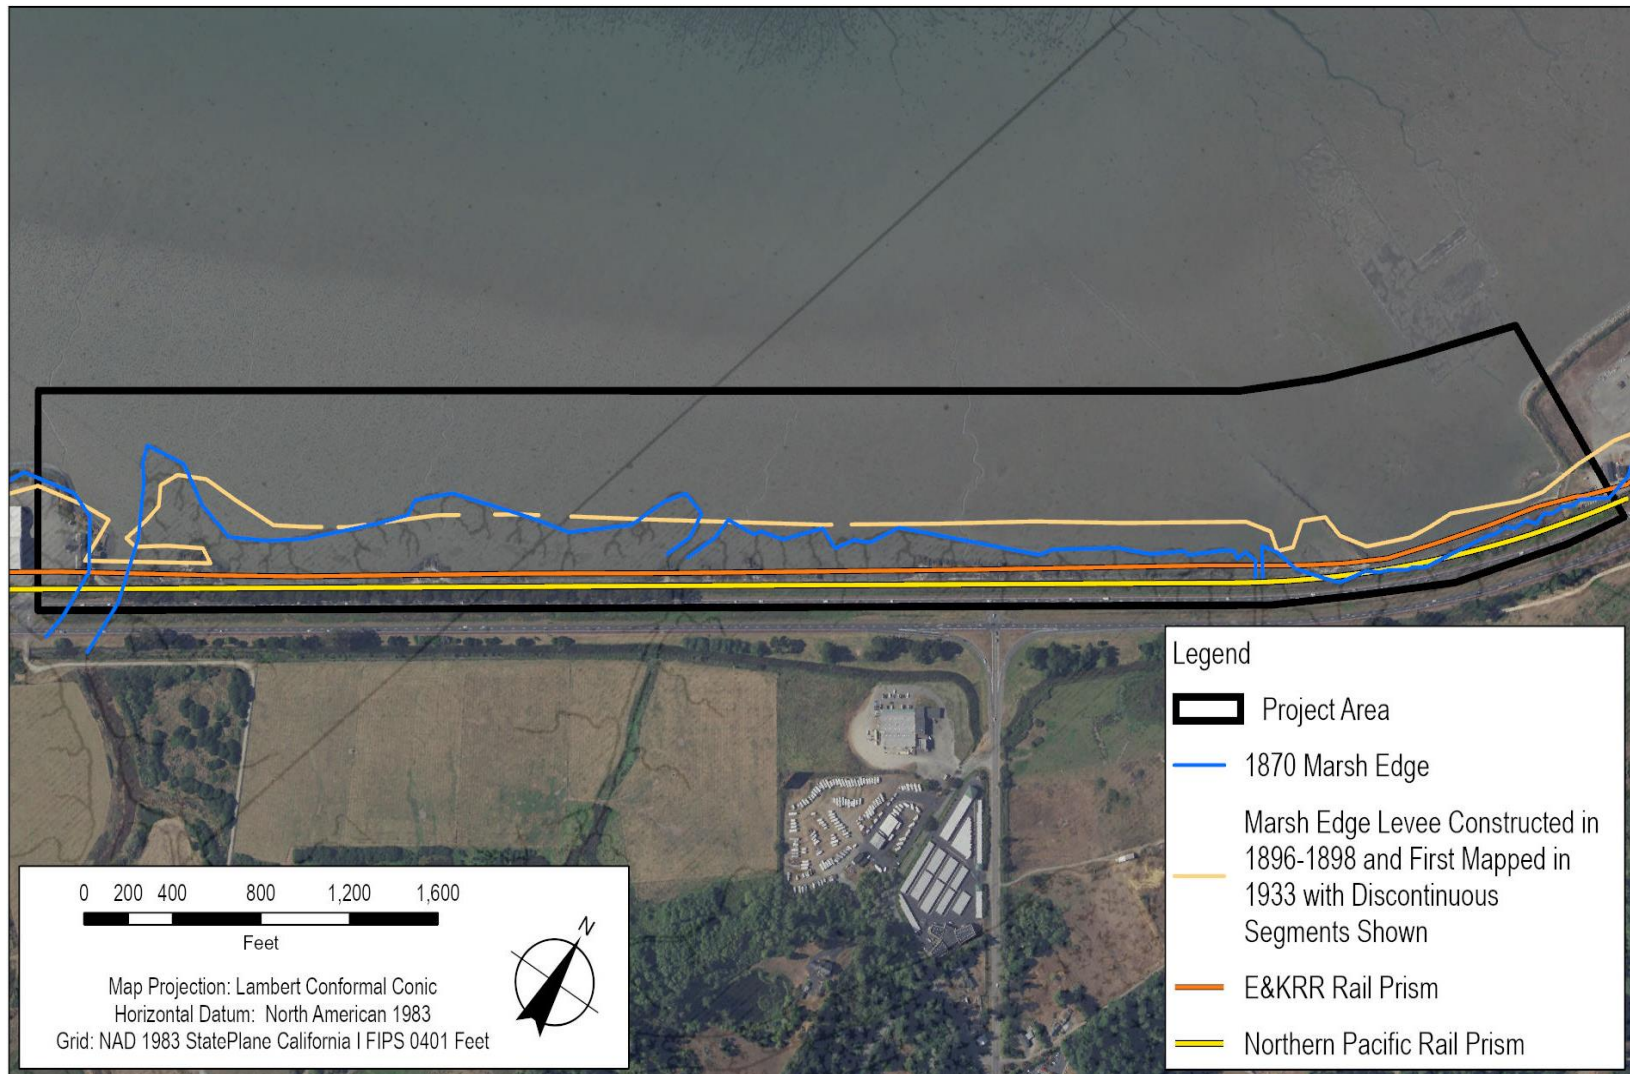 Legend
Project Area
1870 Marsh Edge
Marsh Edge Levee Constructed in
1896-1898 and First Mapped in
1933 with Discontinuous
Segments Shown
E&KRR Rail Prism
Northern Pacific Rail Prism
0 200 400 800 1,200 1,600
Feet
N
Map Projection: Lambert Conformal Conic
Horizontal Datum: North American 1983
Grid: NAD 1983 StatePlane California I FIPS 0401 Feet